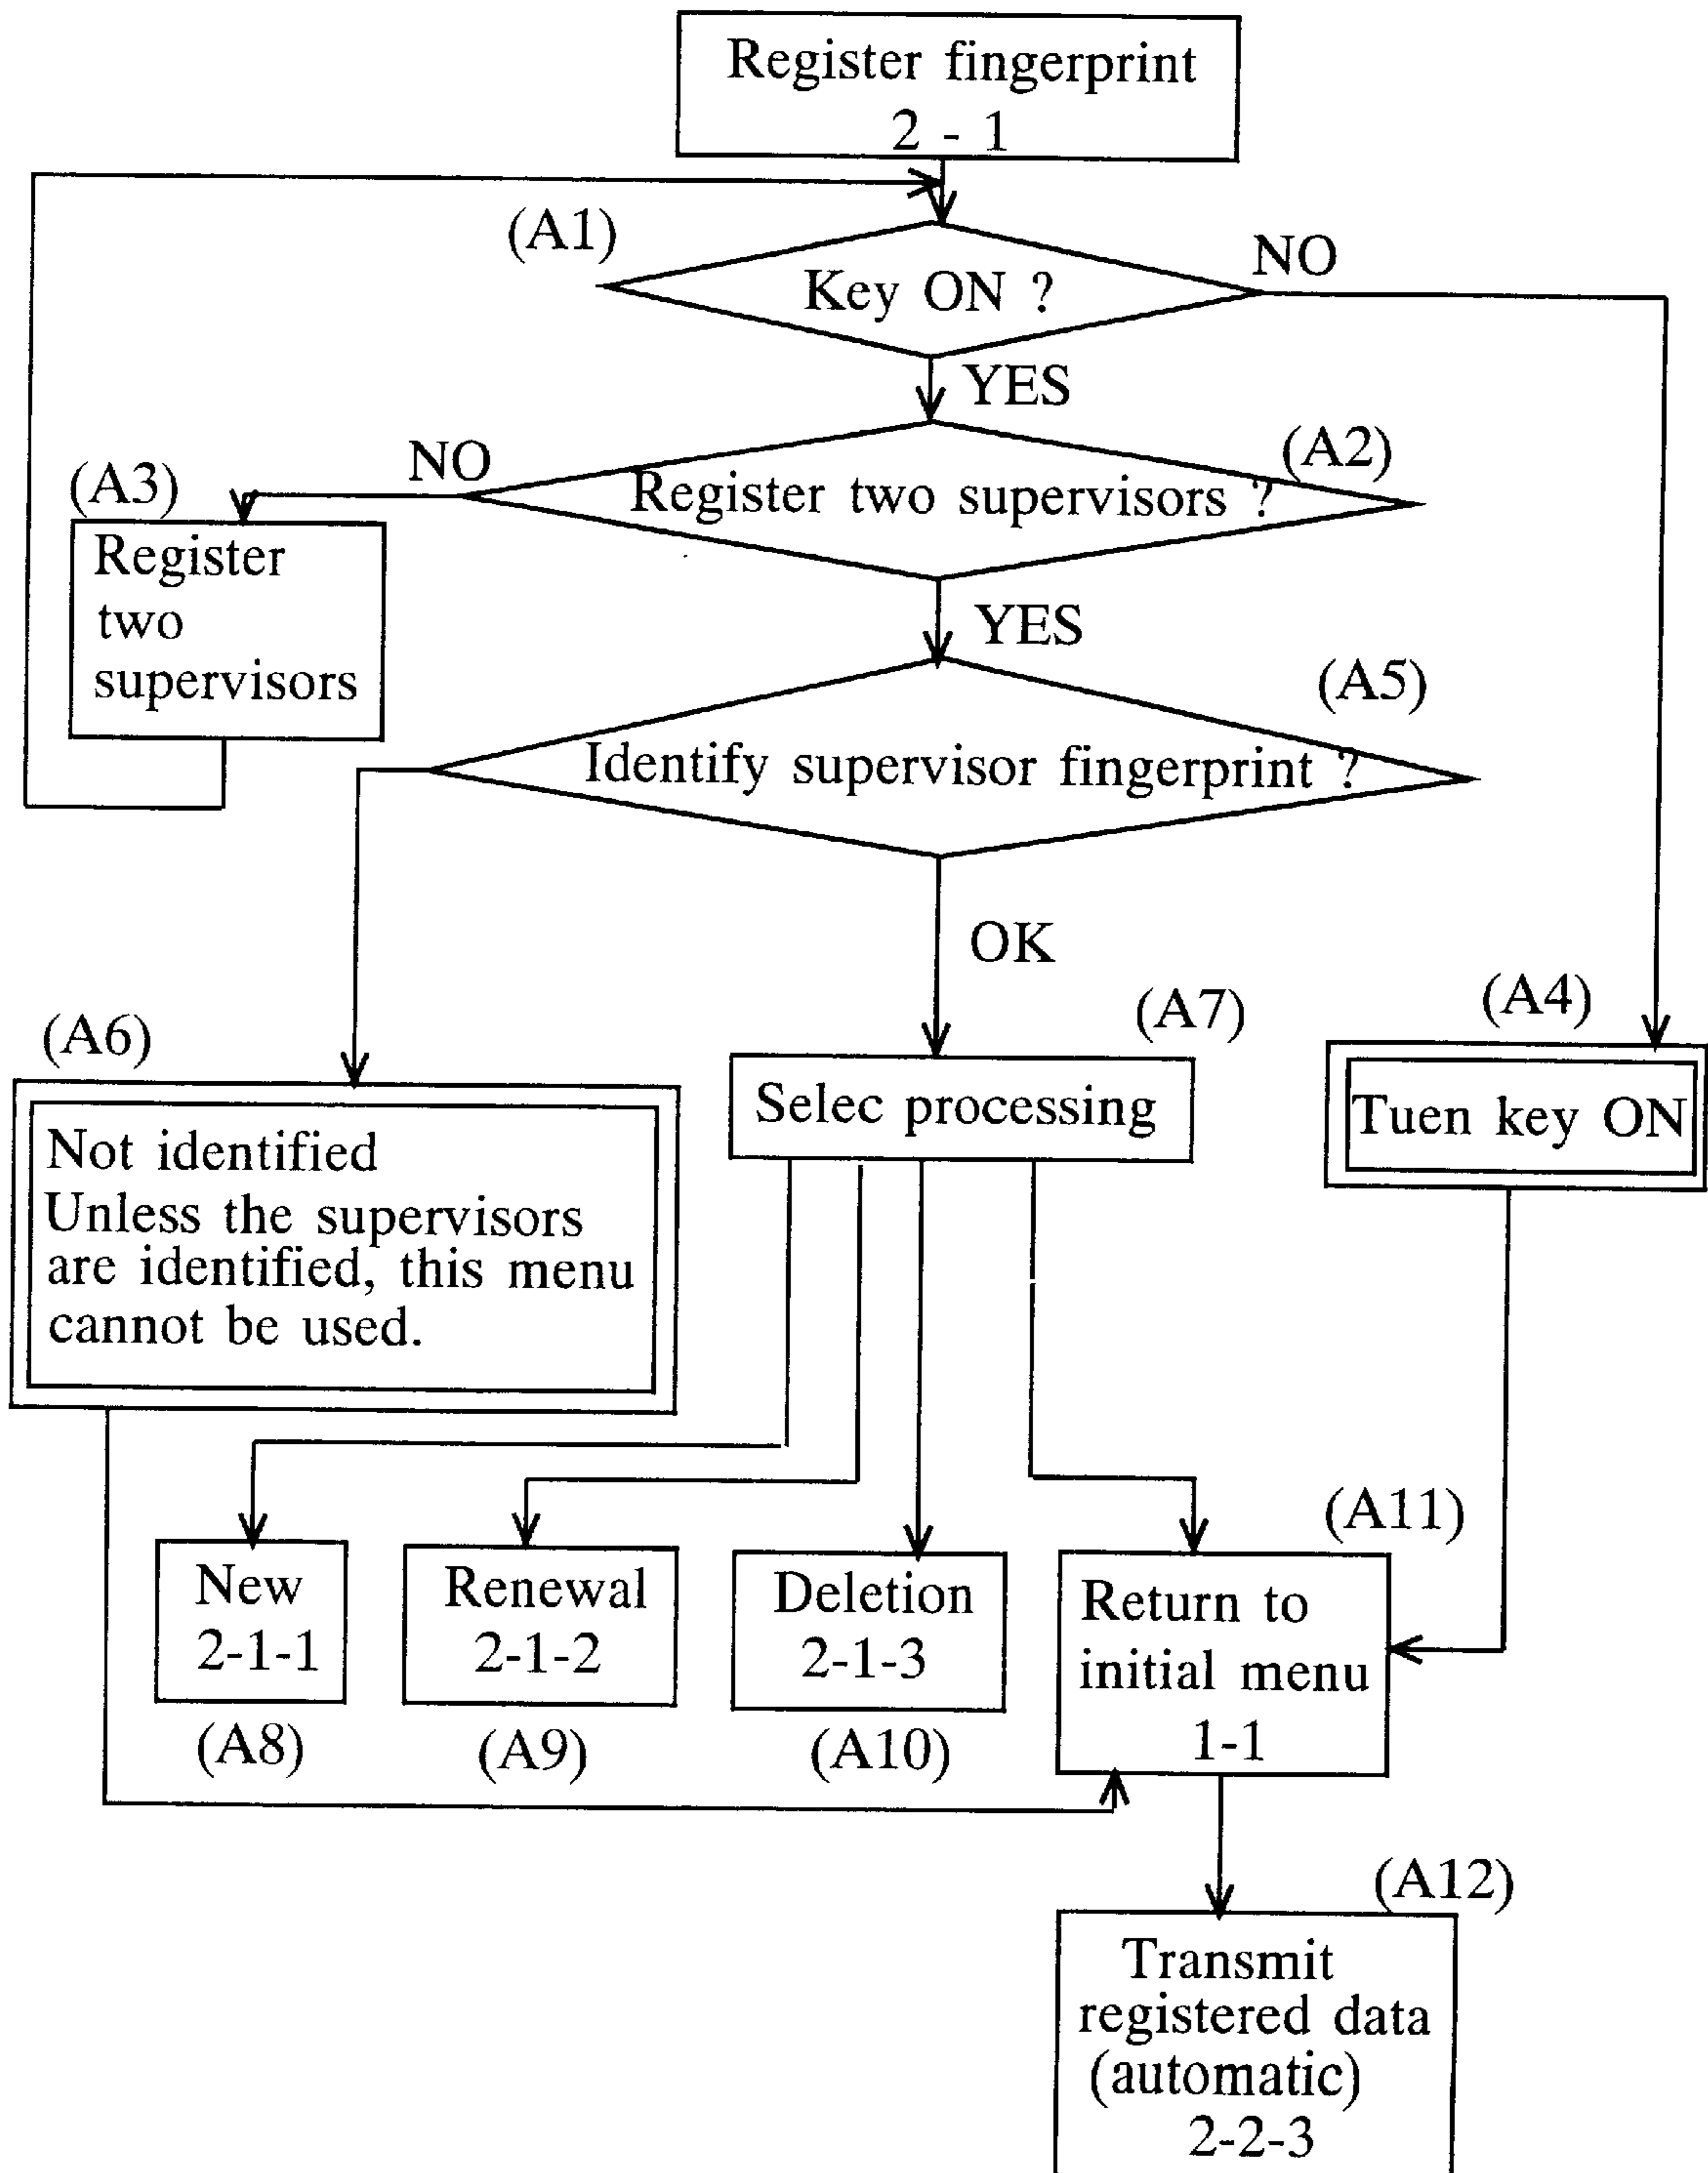 Register fingerprint
2 - 1
(A1)
Key ON ?
NO
YES
(A2)
NO
Register two supervisors ?
(A3)
Register
two
supervisors
YES
(A5)
Identify supervisor fingerprint ?
OK
(A6)
(A7)
(A4)
Not identified
Unless the supervisors
are identified, this menu
cannot be used.
Selec processing
Tuen key ON
(A11)
New
2-1-1
(A8)
Renewal
2-1-2
(A9)
Deletion
2-1-3
(A10)
Return to
initial menu
1-1
(A12)
Transmit
registered data
(automatic)
2-2-3